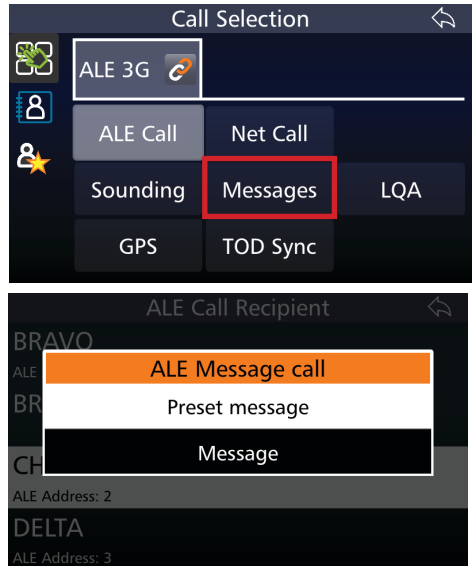 Call Selection
ALE 3G
ALE Call Net Call
Sounding Messages LQA
GPS TOD Sync
ALE Call Recipient
BRAVO
ALE
ALE Message call
BR
Preset message
Message
CH
ALE Address: 2
DELTA
ALE Address: 3